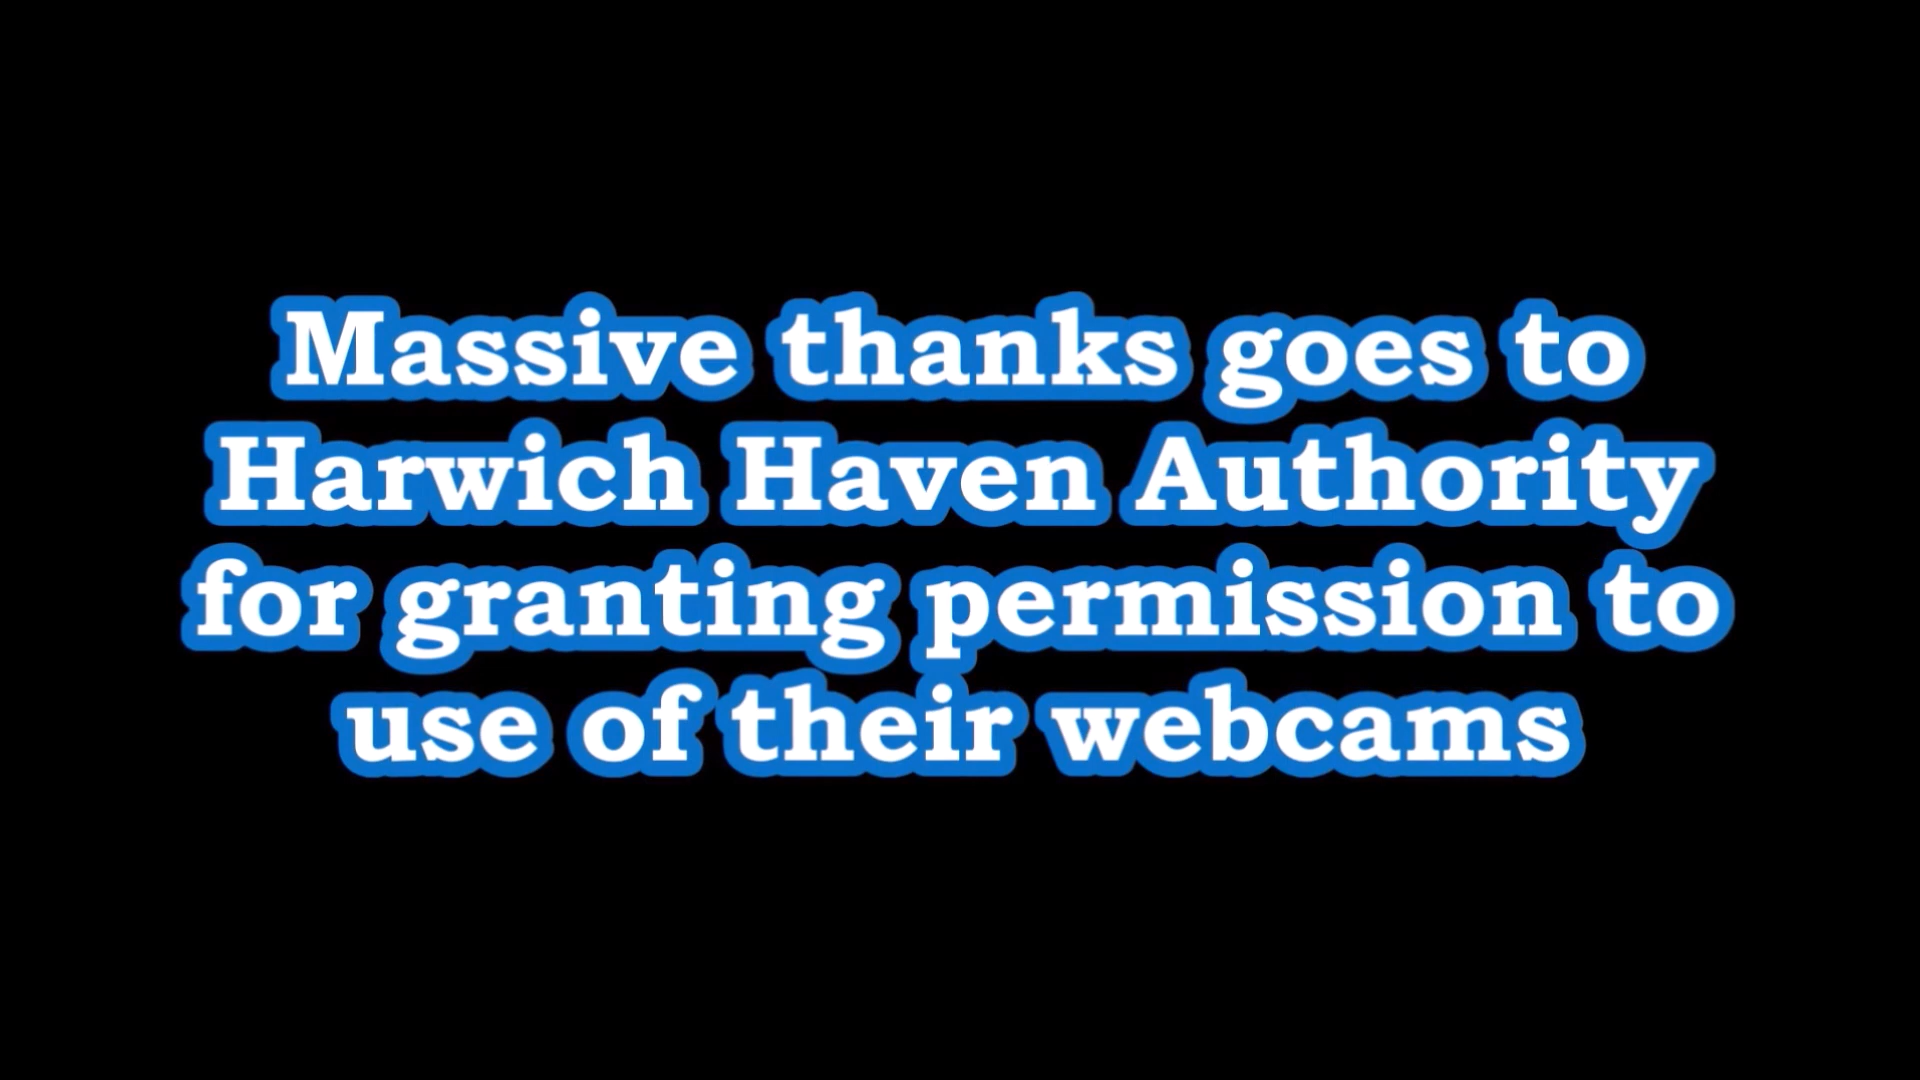 Massive thanks goes to
Harwich Haven Authority
for granting permission to
use of their webcams